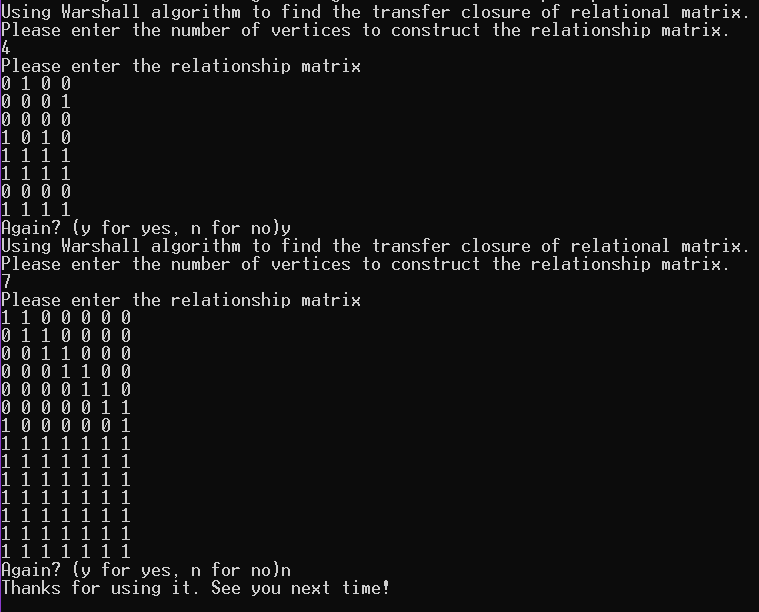 Using Warshall algorithm to find the transfer closure of relational matrix.
Please enter the number of vertices to construct the relationship matrix.
4
Please enter the relationship matrix
0 1 0 0
0 0 0 1
0 0 0 0
1 0 1 0
1 1 1 1
1 1 1 1
0 0 0 0
1 1 1 1
Again? (y for yes, n for no)y
Using Warshall algorithm to find the transfer closure of relational matrix.
Please enter the number of vertices to construct the relationship matrix.
7
Please enter the relationship matrix
1 1 0 0 0 0 0
0 1 1 0 0 0 0
0 0 1 1 0 0 0
0 0 0 1 1 0 0
0 0 0 0 1 1 0
0 0 0 0 0 1 1
1 0 0 0 0 0 1
1 1 1 1 1 1 1
1 1 1 1 1 1 1
1 1 1 1 1 1 1
1 1 1 1 1 1 1
1 1 1 1 1 1 1
1 1 1 1 1 1 1
1 1 1 1 1 1 1
Again? (y for yes, n for no)n
Thanks for using it. See you next time!